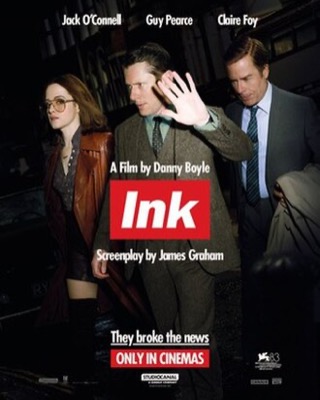 Jack O'Connell Guy Pearce Claire Foy
A Film by Danny Boyle
Ink
Screenplay by James Graham
They broke the news
ONLY IN CINEMAS
STUDIOCANAL
83